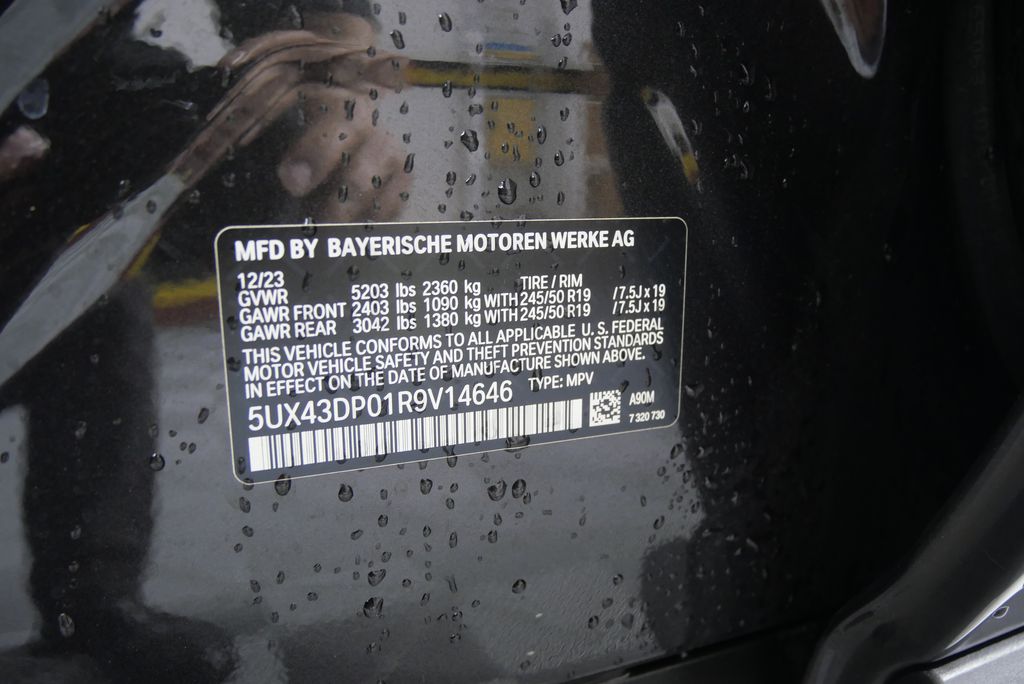 MFD BY BAYERISCHE MOTOREN WERKE AG
12/23 TIRE / RIM
GVWR 5203 lbs 2360 kg
GAWR FRONT 2403 lbs 1090 kg WITH 245/50 R19 /7.5J x 19
GAWR REAR 3042 lbs 1380 kg WITH 245/50 R19 /7.5J x 19
THIS VEHICLE CONFORMS TO ALL APPLICABLE U. S. FEDERAL
MOTOR VEHICLE SAFETY AND THEFT PREVENTION STANDARDS
IN EFFECT ON THE DATE OF MANUFACTURE SHOWN ABOVE.
5UX43DP01R9V14646 TYPE: MPV
A90M
7 320 730